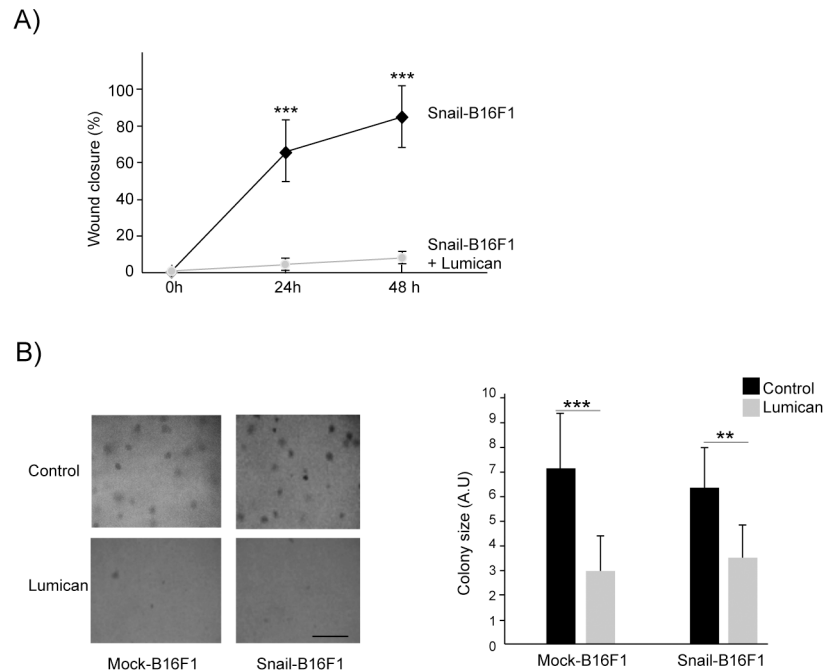 A)
Wound closure (%)
100
80
60
40
20
0
***
***
Snail-B16F1
Snail-B16F1
+ Lumican
0h
24h
48 h
B)
Control
Lumican
Mock-B16F1
Snail-B16F1
Colony size (A.U)
10
9
8
7
6
5
4
3
2
1
0
***
**
Control
Lumican
Mock-B16F1
Snail-B16F1